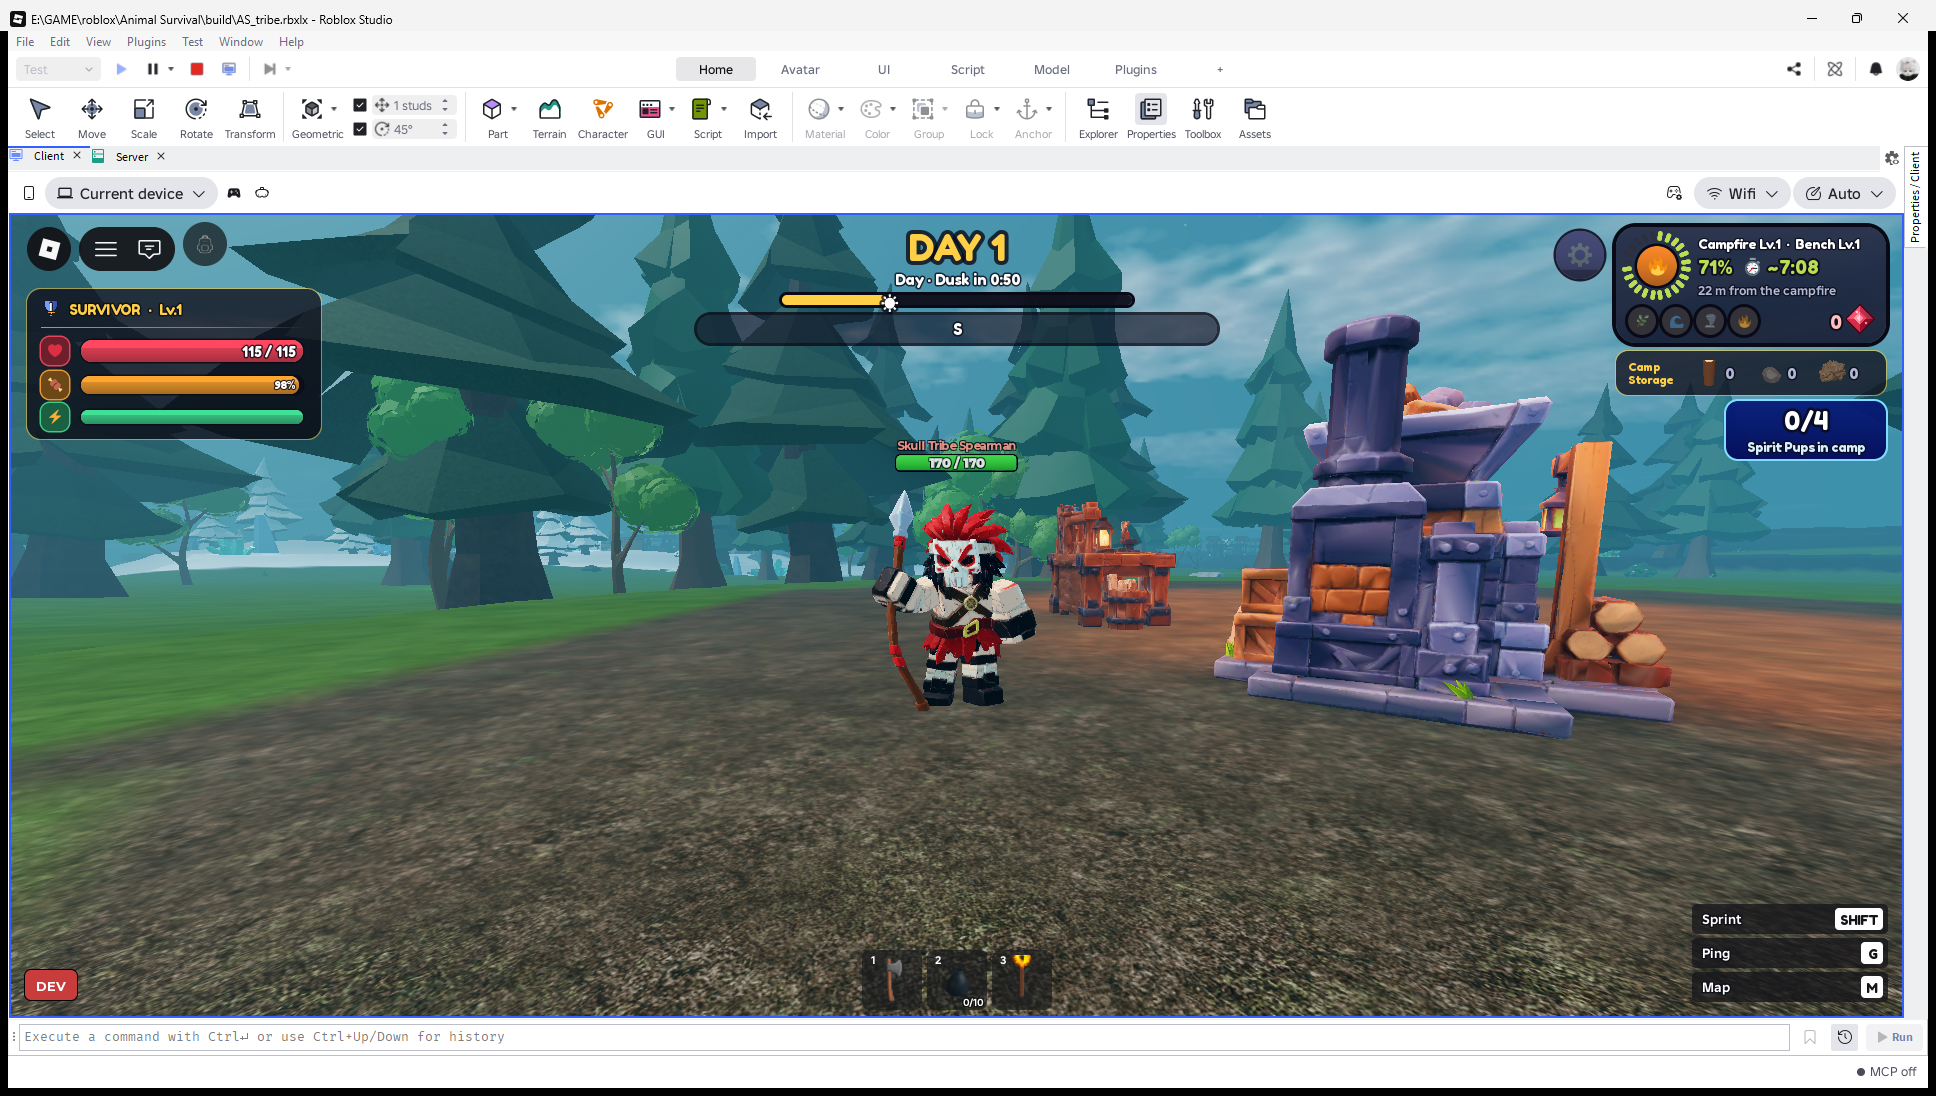 E:\GAME\roblox\Animal Survival\build\AS_tribe.rbxlx - Roblox Studio
File Edit View Plugins Test Window Help
Test
Home Avatar UI Script Model Plugins +
1 studs
45°
Select Move Scale Rotate Transform Geometric Part Terrain Character GUI Script Import Material Color Group Lock Anchor Explorer Properties Toolbox Assets
Client Server
Properties / Client
Current device
Wifi Auto
DAY 1
Day · Dusk in 0:50
S
SURVIVOR · Lv.1
115 / 115
98%
Campfire Lv.1 · Bench Lv.1
71% ~7:08
22 m from the campfire
0
Camp
Storage
0 0 0
0/4
Spirit Pups in camp
Skull Tribe Spearman
170 / 170
Sprint SHIFT
Ping G
Map M
1 2 3
0/10
DEV
Execute a command with Ctrl↵ or use Ctrl+Up/Down for history
Run
MCP off